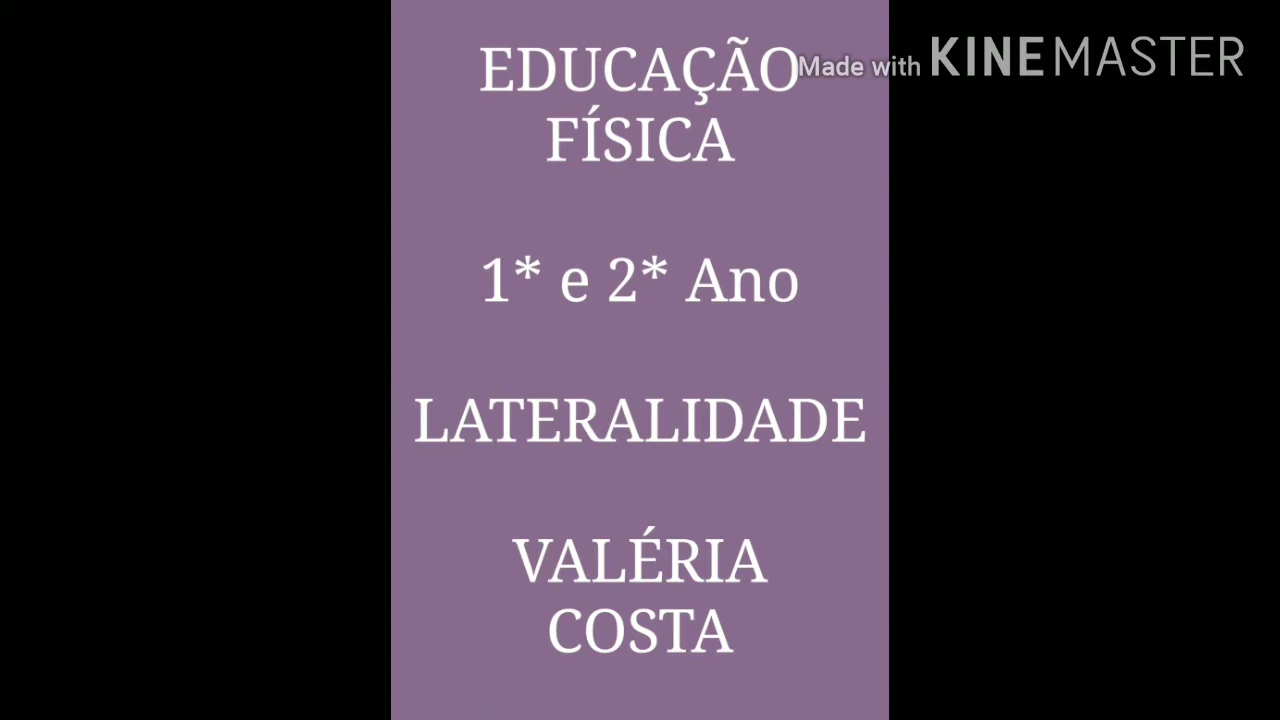 EDUCAÇÃO
Made with KINEMASTER
FÍSICA
1* e 2* Ano
LATERALIDADE
VALÉRIA
COSTA